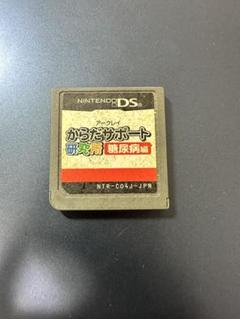 NINTENDO DS
アークレイ
からだサポート
研究所 糖尿病編
NTR-C04J-JPN